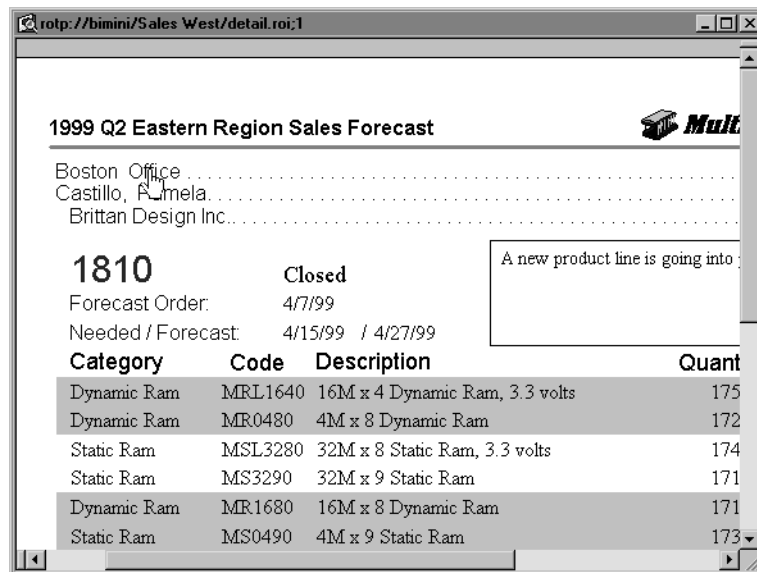 rotp://bimini/Sales West/detail.roi;1
1999 Q2 Eastern Region Sales Forecast
Mult
Boston Office . . . . . . . . . . . . . . . . . . . . . . . . . . . . . . . . . . . . . . . . . . . . . . . . . . . . . . . . . . . .
Castillo, Pamela. . . . . . . . . . . . . . . . . . . . . . . . . . . . . . . . . . . . . . . . . . . . . . . . . . . . . . . . .
Brittan Design Inc.. . . . . . . . . . . . . . . . . . . . . . . . . . . . . . . . . . . . . . . . . . . . . . . . . . . . . .
1810 Closed
A new product line is going into
Forecast Order: 4/7/99
Needed / Forecast: 4/15/99 / 4/27/99
Category Code Description Quant
Dynamic Ram MRL1640 16M x 4 Dynamic Ram, 3.3 volts 175
Dynamic Ram MR0480 4M x 8 Dynamic Ram 172
Static Ram MSL3280 32M x 8 Static Ram, 3.3 volts 174
Static Ram MS3290 32M x 9 Static Ram 171
Dynamic Ram MR1680 16M x 8 Dynamic Ram 171
Static Ram MS0490 4M x 9 Static Ram 173